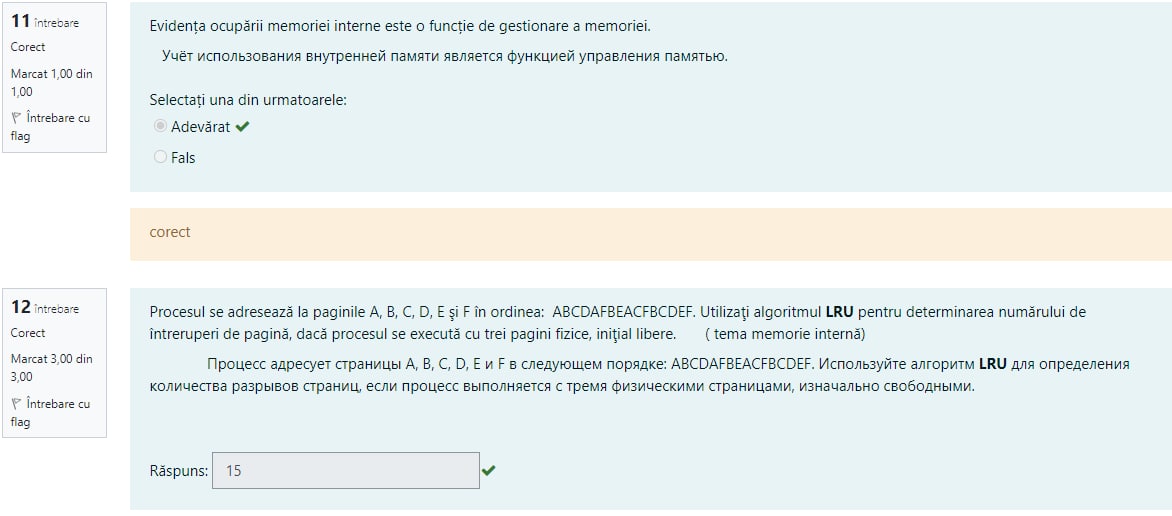 11 întrebare
Corect
Marcat 1,00 din
1,00
Întrebare cu
flag
Evidența ocupării memoriei interne este o funcție de gestionare a memoriei.
Учёт использования внутренней памяти является функцией управления памятью.
Selectați una din urmatoarele:
Adevărat
Fals
corect
12 întrebare
Corect
Marcat 3,00 din
3,00
Întrebare cu
flag
Procesul se adresează la paginile A, B, C, D, E şi F în ordinea: ABCDAFBEACFBCDEF. Utilizaţi algoritmul LRU pentru determinarea numărului de
întreruperi de pagină, dacă procesul se execută cu trei pagini fizice, iniţial libere. ( tema memorie internă)
Процесс адресует страницы A, B, C, D, E и F в следующем порядке: ABCDAFBEACFBCDEF. Используйте алгоритм LRU для определения
количества разрывов страниц, если процесс выполняется с тремя физическими страницами, изначально свободными.
Răspuns: 15